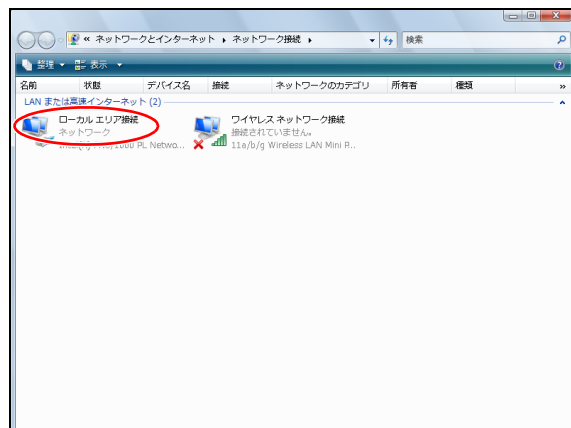 « ネットワークとインターネット ▸ ネットワーク接続 ▸ 検索
整理 表示
名前 状態 デバイス名 接続 ネットワークのカテゴリ 所有者 種類 »
LAN または高速インターネット (2)
ローカル エリア接続
ネットワーク
PL Netwo...
ワイヤレス ネットワーク接続
接続されていません。
11a/b/g Wireless LAN Mini P...